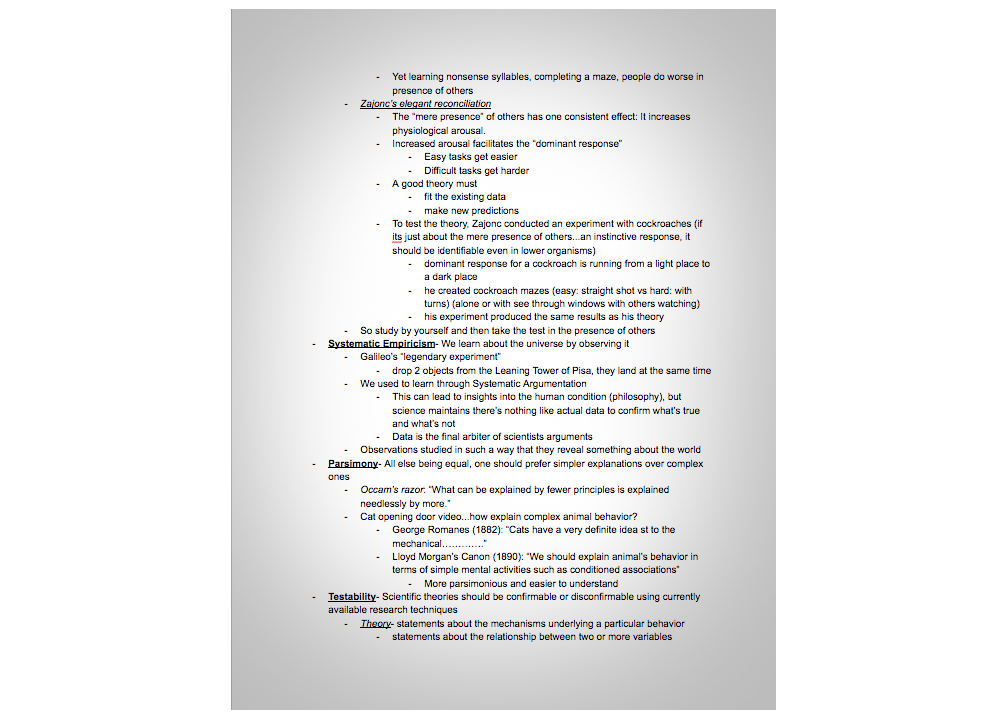 - Yet learning nonsense syllables, completing a maze, people do worse in
presence of others
- Zajonc's elegant reconciliation
- The "mere presence" of others has one consistent effect: It increases
physiological arousal.
- Increased arousal facilitates the "dominant response"
- Easy tasks get easier
- Difficult tasks get harder
- A good theory must
- fit the existing data
- make new predictions
- To test the theory, Zajonc conducted an experiment with cockroaches (if
its just about the mere presence of others...an instinctive response, it
should be identifiable even in lower organisms)
- dominant response for a cockroach is running from a light place to
a dark place
- he created cockroach mazes (easy: straight shot vs hard: with
turns) (alone or with see through windows with others watching)
- his experiment produced the same results as his theory
- So study by yourself and then take the test in the presence of others
- Systematic Empiricism- We learn about the universe by observing it
- Galileo's "legendary experiment"
- drop 2 objects from the Leaning Tower of Pisa, they land at the same time
- We used to learn through Systematic Argumentation
- This can lead to insights into the human condition (philosophy), but
science maintains there's nothing like actual data to confirm what's true
and what's not
- Data is the final arbiter of scientists arguments
- Observations studied in such a way that they reveal something about the world
- Parsimony- All else being equal, one should prefer simpler explanations over complex
ones
- Occam's razor: "What can be explained by fewer principles is explained
needlessly by more."
- Cat opening door video...how explain complex animal behavior?
- George Romanes (1882): "Cats have a very definite idea st to the
mechanical…………."
- Lloyd Morgan's Canon (1890): "We should explain animal's behavior in
terms of simple mental activities such as conditioned associations"
- More parsimonious and easier to understand
- Testability- Scientific theories should be confirmable or disconfirmable using currently
available research techniques
- Theory- statements about the mechanisms underlying a particular behavior
- statements about the relationship between two or more variables